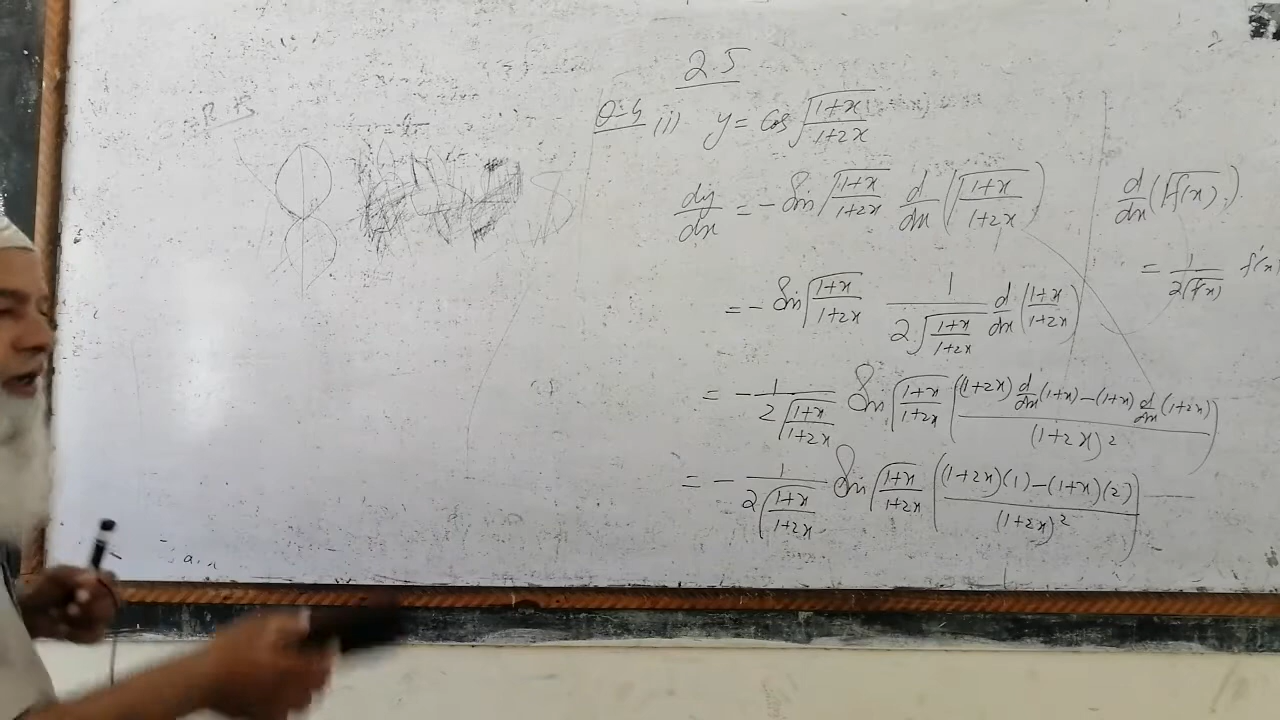 2.5
Q=4 (i) y = Cos√((1+x)/(1+2x))
dy/dx = -Sin√((1+x)/(1+2x)) d/dx (√((1+x)/(1+2x)))
d/dx (√f(x))
= 1/(2√f(x)) f'(x)
= -Sin√((1+x)/(1+2x)) 1/(2√((1+x)/(1+2x))) d/dx ((1+x)/(1+2x))
= -1/(2√((1+x)/(1+2x))) Sin√((1+x)/(1+2x)) (((1+2x) d/dx (1+x) - (1+x) d/dx (1+2x))/(1+2x)²)
= -1/(2√((1+x)/(1+2x))) Sin√((1+x)/(1+2x)) (((1+2x)(1) - (1+x)(2))/(1+2x)²)